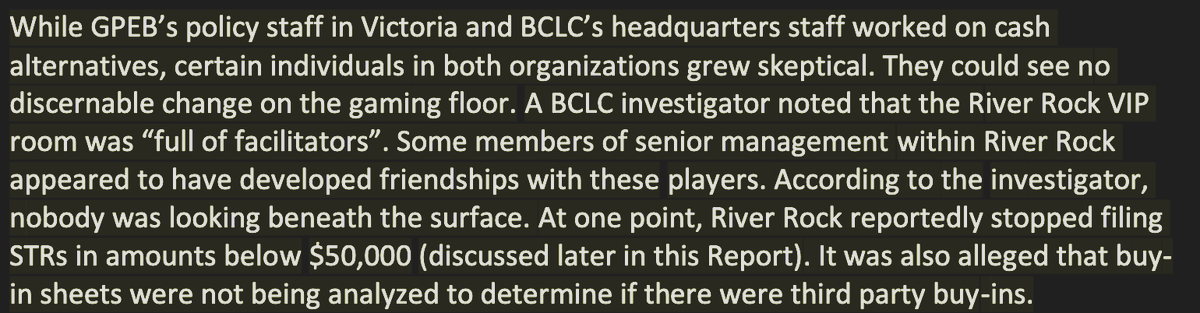 While GPEB’s policy staff in Victoria and BCLC’s headquarters staff worked on cash
alternatives, certain individuals in both organizations grew skeptical. They could see no
discernable change on the gaming floor. A BCLC investigator noted that the River Rock VIP
room was “full of facilitators”. Some members of senior management within River Rock
appeared to have developed friendships with these players. According to the investigator,
nobody was looking beneath the surface. At one point, River Rock reportedly stopped filing
STRs in amounts below $50,000 (discussed later in this Report). It was also alleged that buy-
in sheets were not being analyzed to determine if there were third party buy-ins.